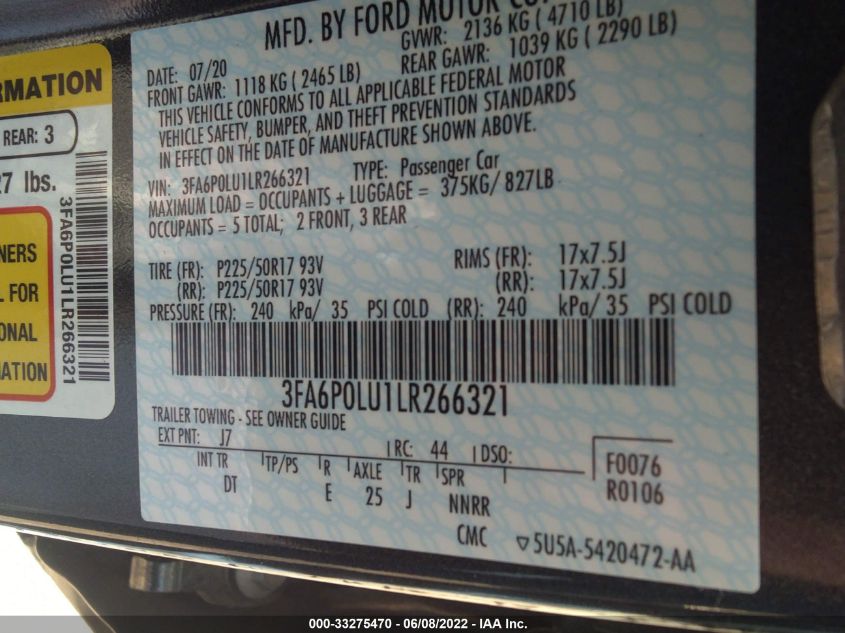 RMATION
REAR: 3
27 lbs.
NERS
L FOR
ONAL
ATION
3FA6P0LU1LR266321
MFD. BY FORD MOTOR
GVWR: 2136 KG ( 4710 LB)
DATE: 07/20
FRONT GAWR: 1118 KG ( 2465 LB) REAR GAWR: 1039 KG ( 2290 LB)
THIS VEHICLE CONFORMS TO ALL APPLICABLE FEDERAL MOTOR
VEHICLE SAFETY, BUMPER, AND THEFT PREVENTION STANDARDS
IN EFFECT ON THE DATE OF MANUFACTURE SHOWN ABOVE.
VIN: 3FA6P0LU1LR266321 TYPE: Passenger Car
MAXIMUM LOAD = OCCUPANTS + LUGGAGE = 375KG/ 827LB
OCCUPANTS = 5 TOTAL; 2 FRONT, 3 REAR
TIRE (FR): P225/50R17 93V RIMS (FR): 17x7.5J
(RR): P225/50R17 93V (RR): 17x7.5J
PRESSURE (FR): 240 kPa/ 35 PSI COLD (RR): 240 kPa/ 35 PSI COLD
3FA6P0LU1LR266321
TRAILER TOWING - SEE OWNER GUIDE
EXT PNT: J7 RC: 44 DSO:
INT TR TP/PS R AXLE TR SPR
DT E 25 J NNRR
CMC
F0076
R0106
▽5U5A-5420472-AA
000-33275470 - 06/08/2022 - IAA Inc.